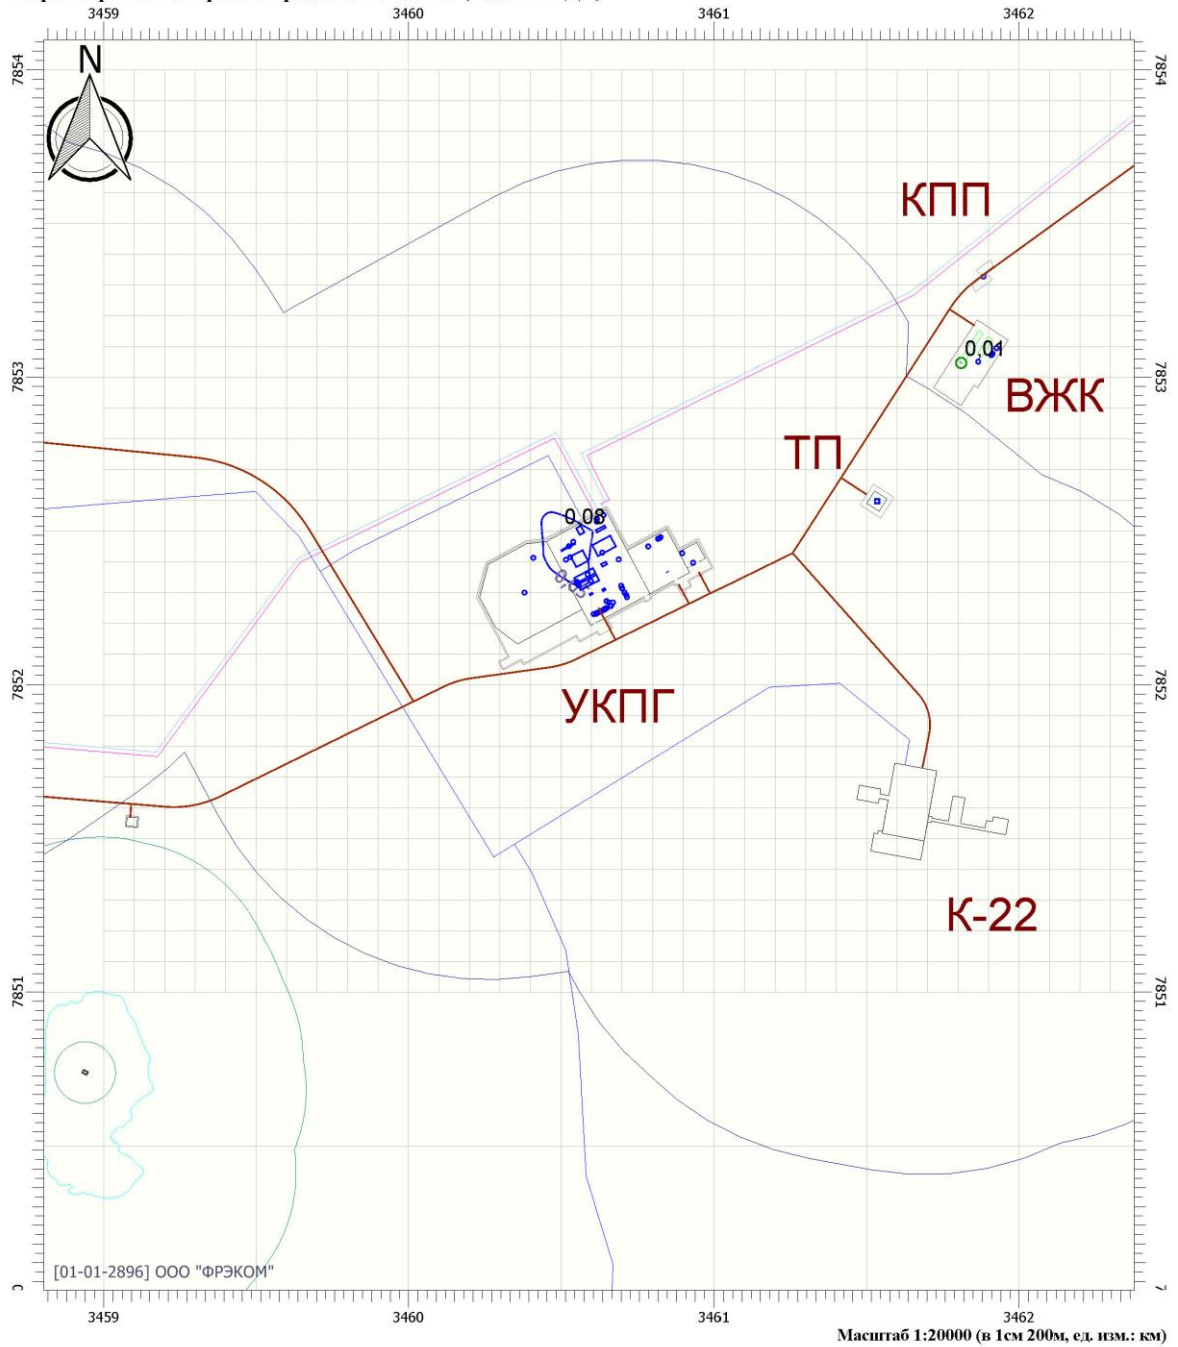 3459 3460 3461 3462
7854 7854
N
КПП
0,01
7853 7853
ВЖК
ТП
0,08
7852 7852
УКПГ
К-22
7851 7851
[01-01-2896] ООО "ФРЭКОМ"
3459 3460 3461 3462
Масштаб 1:20000 (в 1см 200м, ед. изм.: км)